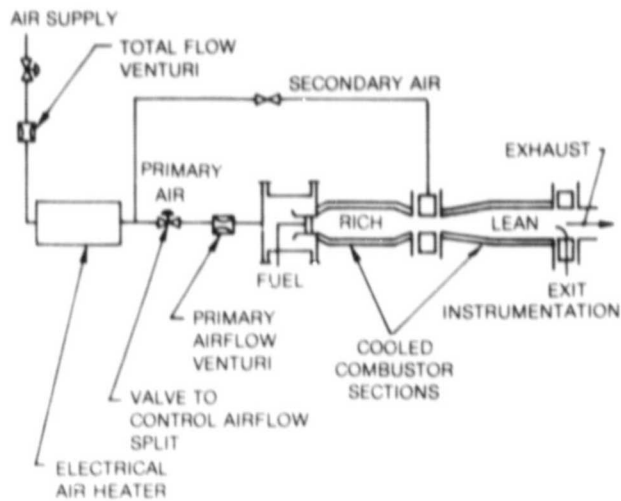 AIR SUPPLY
TOTAL FLOW
VENTURI
SECONDARY AIR
EXHAUST
PRIMARY
AIR
RICH
LEAN
FUEL
EXIT
INSTRUMENTATION
PRIMARY
AIRFLOW
VENTURI
COOLED
COMBUSTOR
SECTIONS
VALVE TO
CONTROL AIRFLOW
SPLIT
ELECTRICAL
AIR HEATER